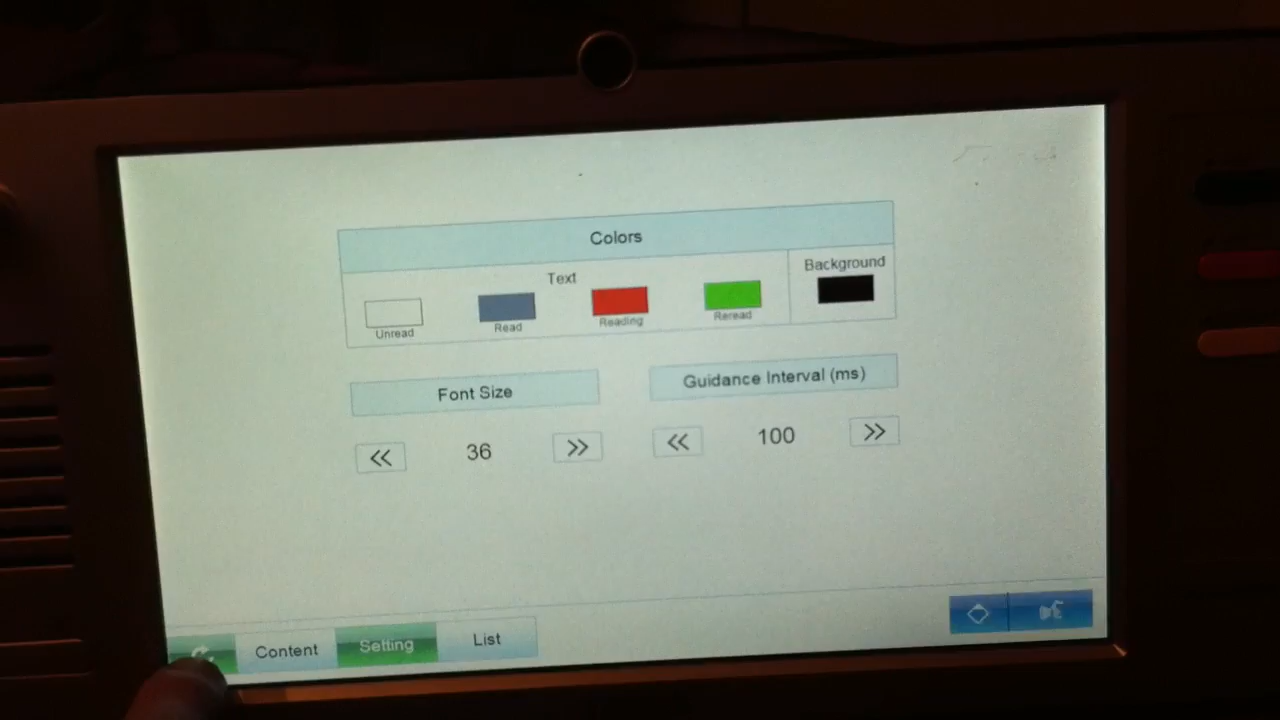 Colors
Text
Background
Unread
Read
Reading
Reread
Font Size
Guidance Interval (ms)
<< 36 >>
<< 100 >>
Content
Setting
List